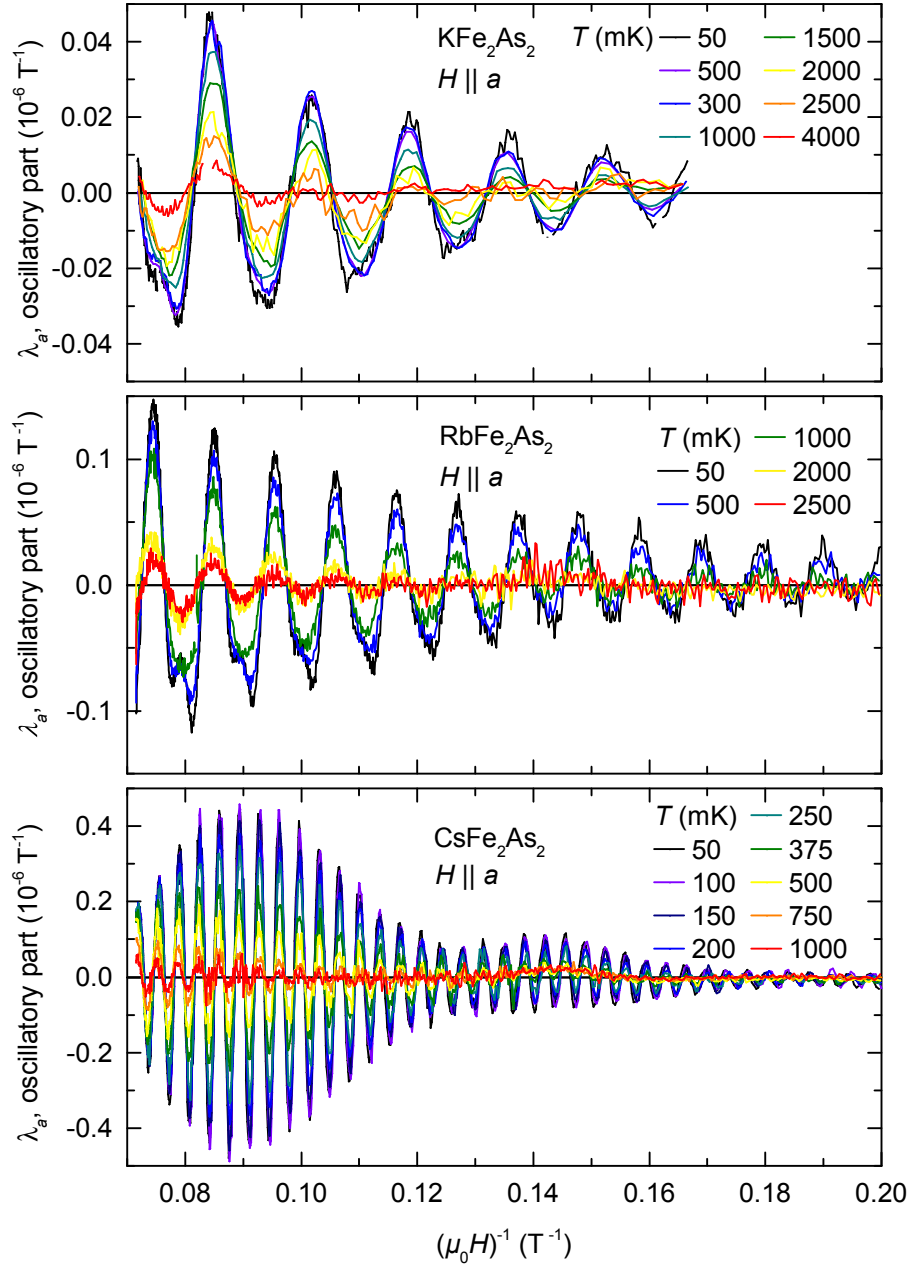 KFe₂As₂
H || a
T (mK)
50
500
300
1000
1500
2000
2500
4000
0.04
0.02
0.00
-0.02
-0.04
λₐ, oscillatory part (10⁻⁶ T⁻¹)
RbFe₂As₂
H || a
T (mK)
50
500
1000
2000
2500
0.1
0.0
-0.1
λₐ, oscillatory part (10⁻⁶ T⁻¹)
CsFe₂As₂
H || a
T (mK)
50
100
150
200
250
375
500
750
1000
0.4
0.2
0.0
-0.2
-0.4
λₐ, oscillatory part (10⁻⁶ T⁻¹)
0.08 0.10 0.12 0.14 0.16 0.18 0.20
(μ₀H)⁻¹ (T⁻¹)